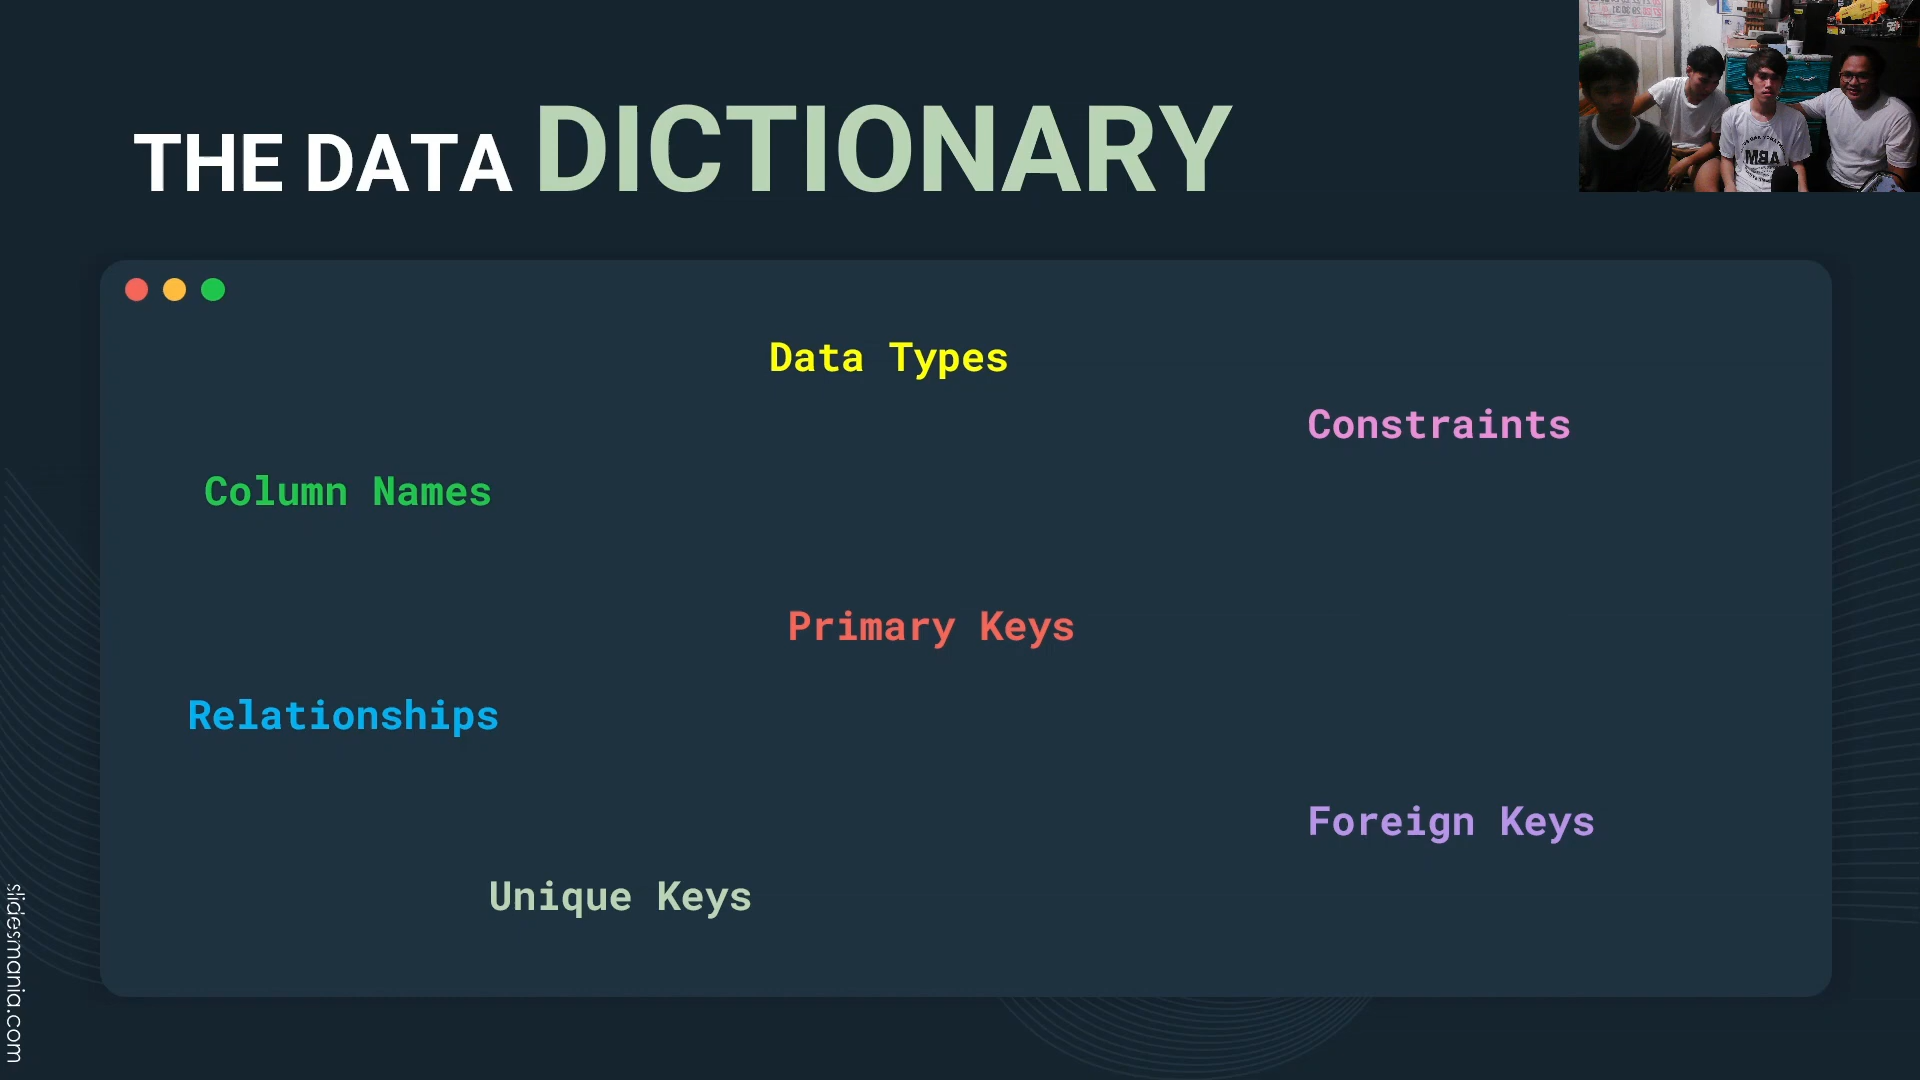 THE DATA DICTIONARY
Data Types
Constraints
Column Names
Primary Keys
Relationships
Foreign Keys
Unique Keys
slidesmania.com